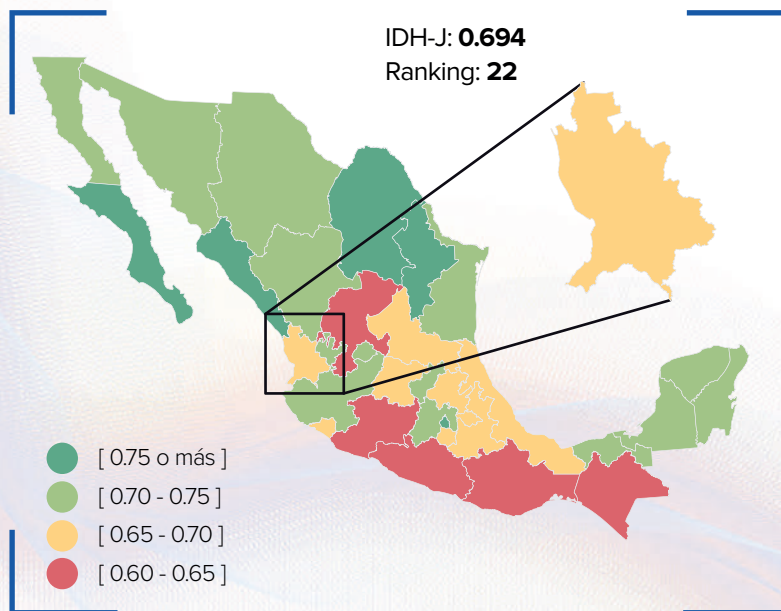 IDH-J: 0.694
Ranking: 22
[ 0.75 o más ]
[ 0.70 - 0.75 ]
[ 0.65 - 0.70 ]
[ 0.60 - 0.65 ]